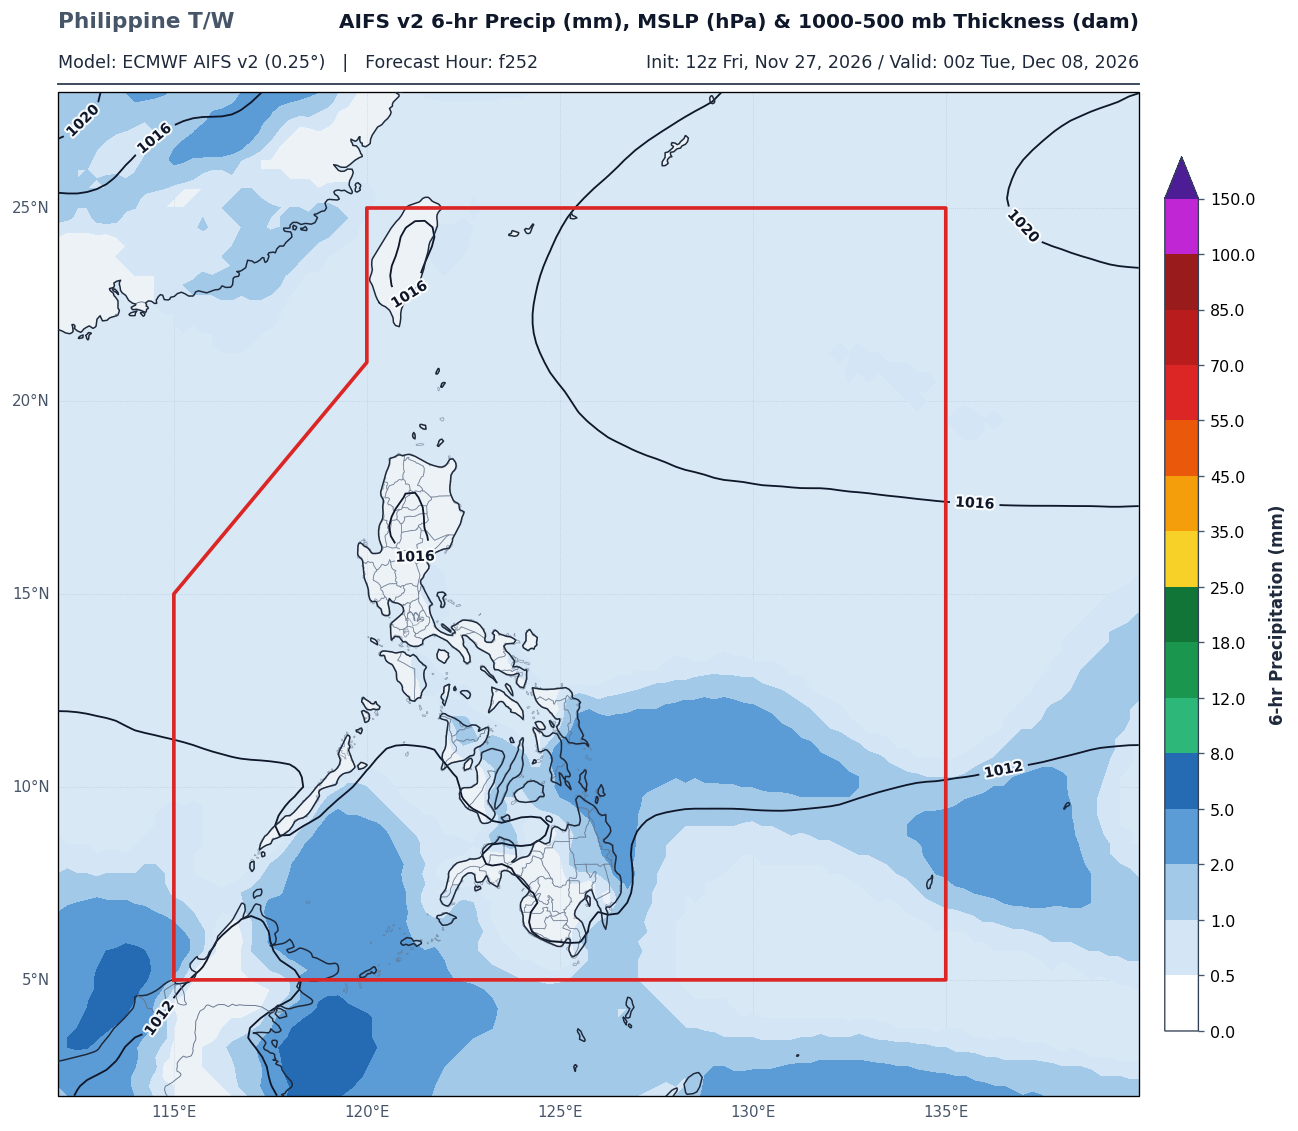 Philippine T/W
AIFS v2 6-hr Precip (mm), MSLP (hPa) & 1000-500 mb Thickness (dam)
Model: ECMWF AIFS v2 (0.25°) | Forecast Hour: f252
Init: 12z Fri, Nov 27, 2026 / Valid: 00z Tue, Dec 08, 2026
1020
1016
1020
1016
1016
1016
1012
1012
25°N
20°N
15°N
10°N
5°N
115°E
120°E
125°E
130°E
135°E
150.0
100.0
85.0
70.0
55.0
45.0
35.0
25.0
18.0
12.0
8.0
5.0
2.0
1.0
0.5
0.0
6-hr Precipitation (mm)